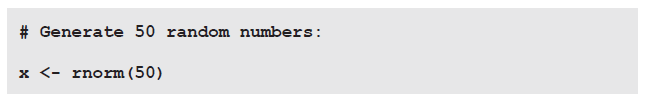 # Generate 50 random numbers:
x <- rnorm(50)